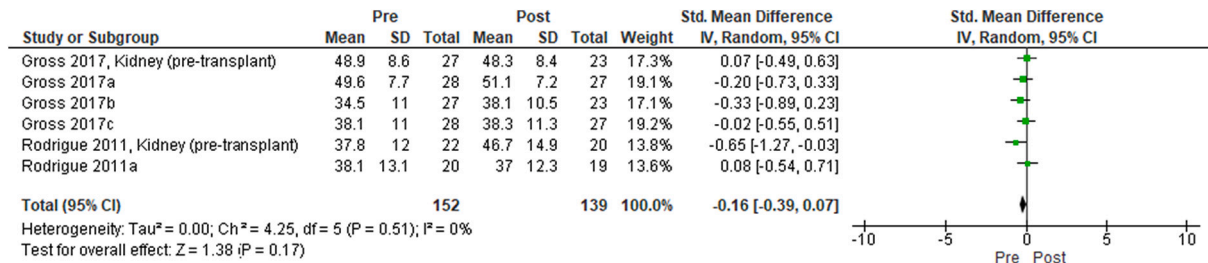 Pre Post Std. Mean Difference Std. Mean Difference
Study or Subgroup Mean SD Total Mean SD Total Weight IV, Random, 95% CI IV, Random, 95% CI
Gross 2017, Kidney (pre-transplant) 48.9 8.6 27 48.3 8.4 23 17.3% 0.07 [-0.49, 0.63]
Gross 2017a 49.6 7.7 28 51.1 7.2 27 19.1% -0.20 [-0.73, 0.33]
Gross 2017b 34.5 11 27 38.1 10.5 23 17.1% -0.33 [-0.89, 0.23]
Gross 2017c 38.1 11 28 38.3 11.3 27 19.2% -0.02 [-0.55, 0.51]
Rodrigue 2011, Kidney (pre-transplant) 37.8 12 22 46.7 14.9 20 13.8% -0.65 [-1.27, -0.03]
Rodrigue 2011a 38.1 13.1 20 37 12.3 19 13.6% 0.08 [-0.54, 0.71]
Total (95% CI) 152 139 100.0% -0.16 [-0.39, 0.07]
Heterogeneity: Tau² = 0.00; Ch² = 4.25, df = 5 (P = 0.51); I² = 0%
Test for overall effect: Z = 1.38 (P = 0.17)
-10 -5 0 5 10
Pre Post